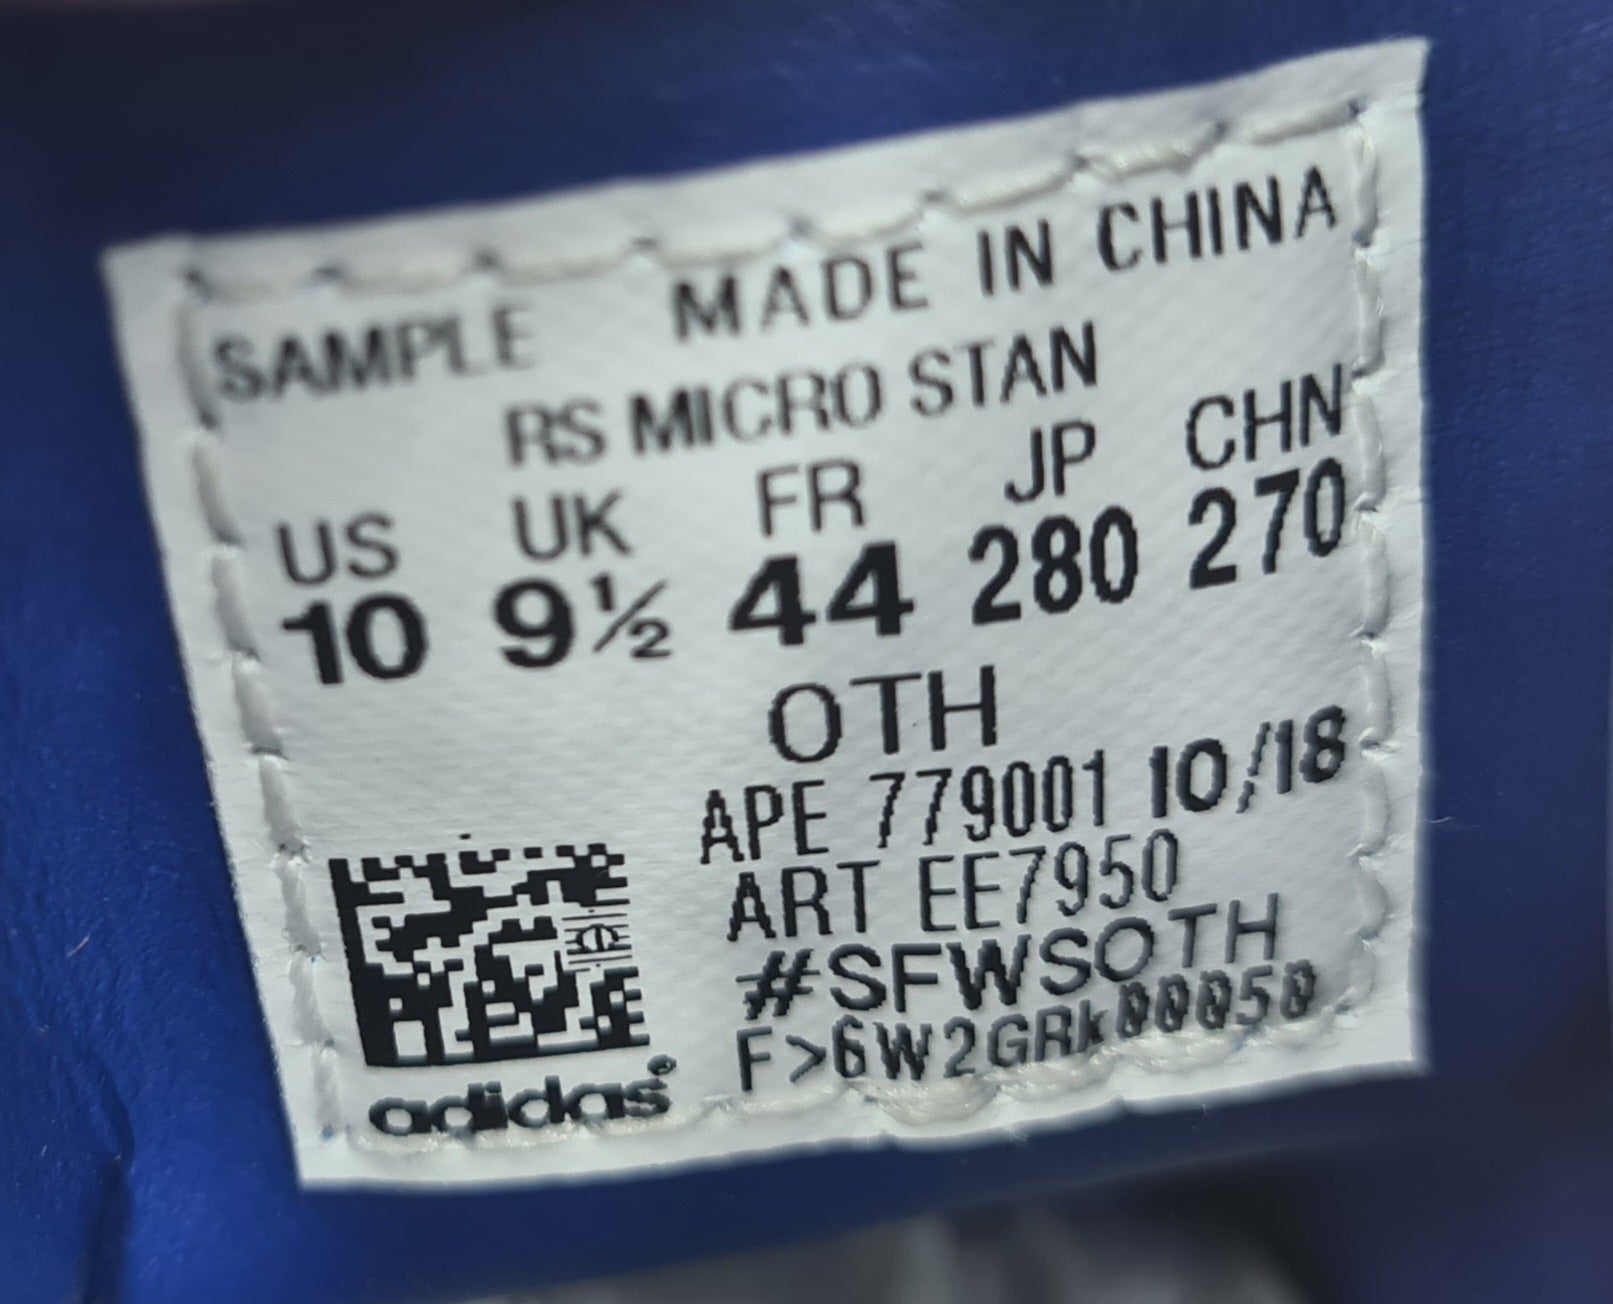 SAMPLE MADE IN CHINA
RS MICRO STAN
US UK FR JP CHN
10 9½ 44 280 270
OTH
APE 779001 10/18
ART EE7950
#SFWSOTH
F>6W2GRk00050
adidas®